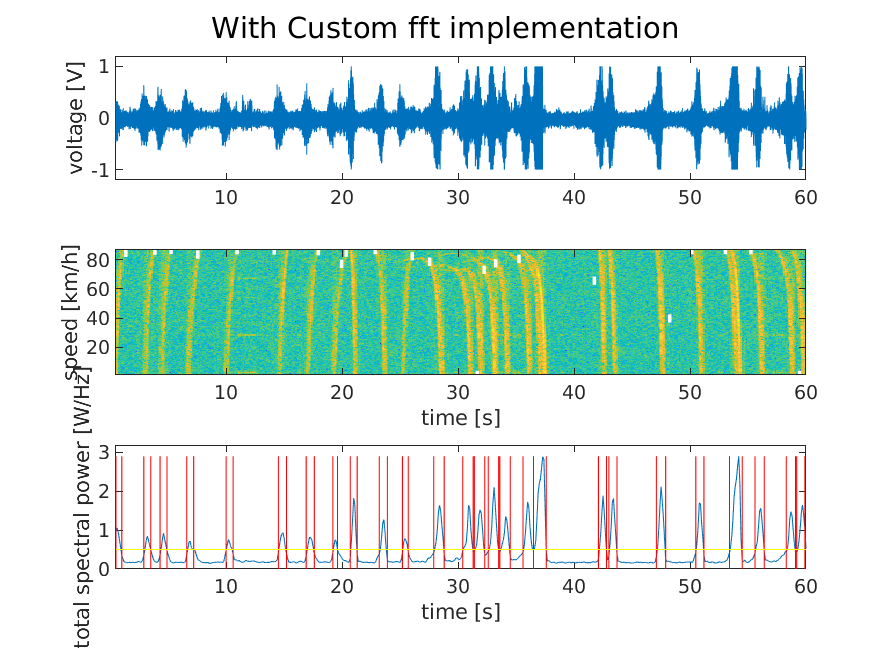 With Custom fft implementation
voltage [V]
1
0
-1
10 20 30 40 50 60
speed [km/h]
80
60
40
20
10 20 30 40 50 60
time [s]
total spectral power [W/Hz]
3
2
1
0
10 20 30 40 50 60
time [s]